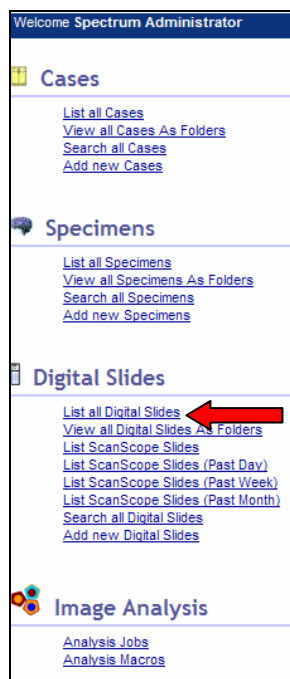 Welcome Spectrum Administrator
Cases
List all Cases
View all Cases As Folders
Search all Cases
Add new Cases
Specimens
List all Specimens
View all Specimens As Folders
Search all Specimens
Add new Specimens
Digital Slides
List all Digital Slides
View all Digital Slides As Folders
List ScanScope Slides
List ScanScope Slides (Past Day)
List ScanScope Slides (Past Week)
List ScanScope Slides (Past Month)
Search all Digital Slides
Add new Digital Slides
Image Analysis
Analysis Jobs
Analysis Macros